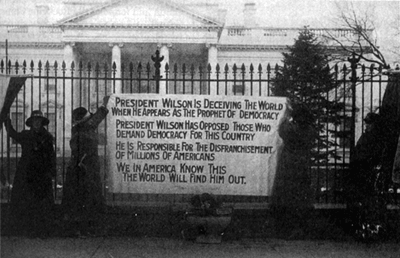 PRESIDENT WILSON IS DECEIVING THE WORLD
WHEN HE APPEARS AS THE PROPHET OF DEMOCRACY
PRESIDENT WILSON HAS OPPOSED THOSE WHO
DEMAND DEMOCRACY FOR THIS COUNTRY
HE IS RESPONSIBLE FOR THE DISFRANCHISEMENT
OF MILLIONS OF AMERICANS
WE IN AMERICA KNOW THIS
THE WORLD WILL FIND HIM OUT.